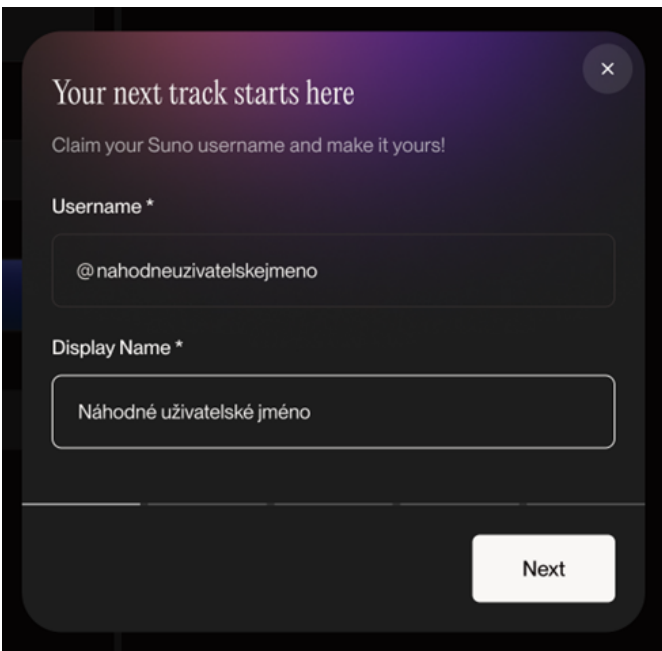 Your next track starts here
Claim your Suno username and make it yours!
Username *
@nahodneuzivatelskejmeno
Display Name *
Náhodné uživatelské jméno
Next